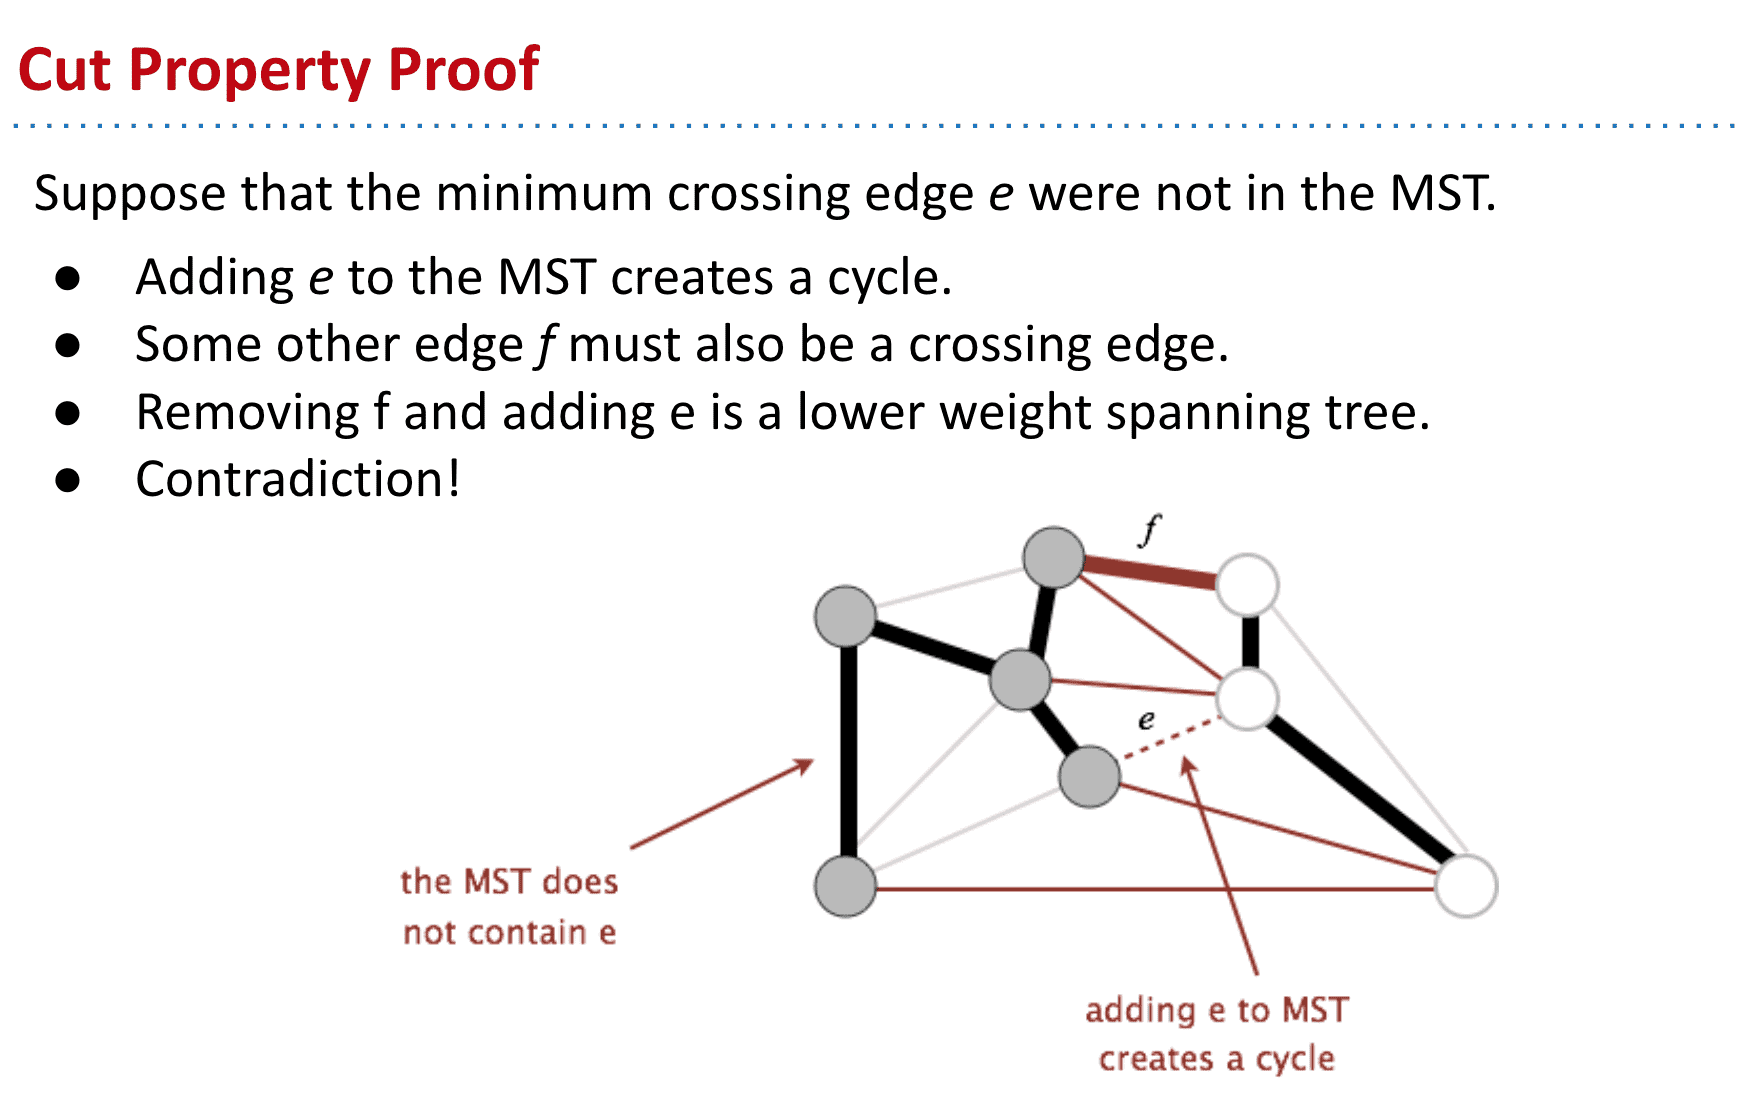 Cut Property Proof
Suppose that the minimum crossing edge e were not in the MST.
● Adding e to the MST creates a cycle.
● Some other edge f must also be a crossing edge.
● Removing f and adding e is a lower weight spanning tree.
● Contradiction!
f
e
the MST does
not contain e
adding e to MST
creates a cycle